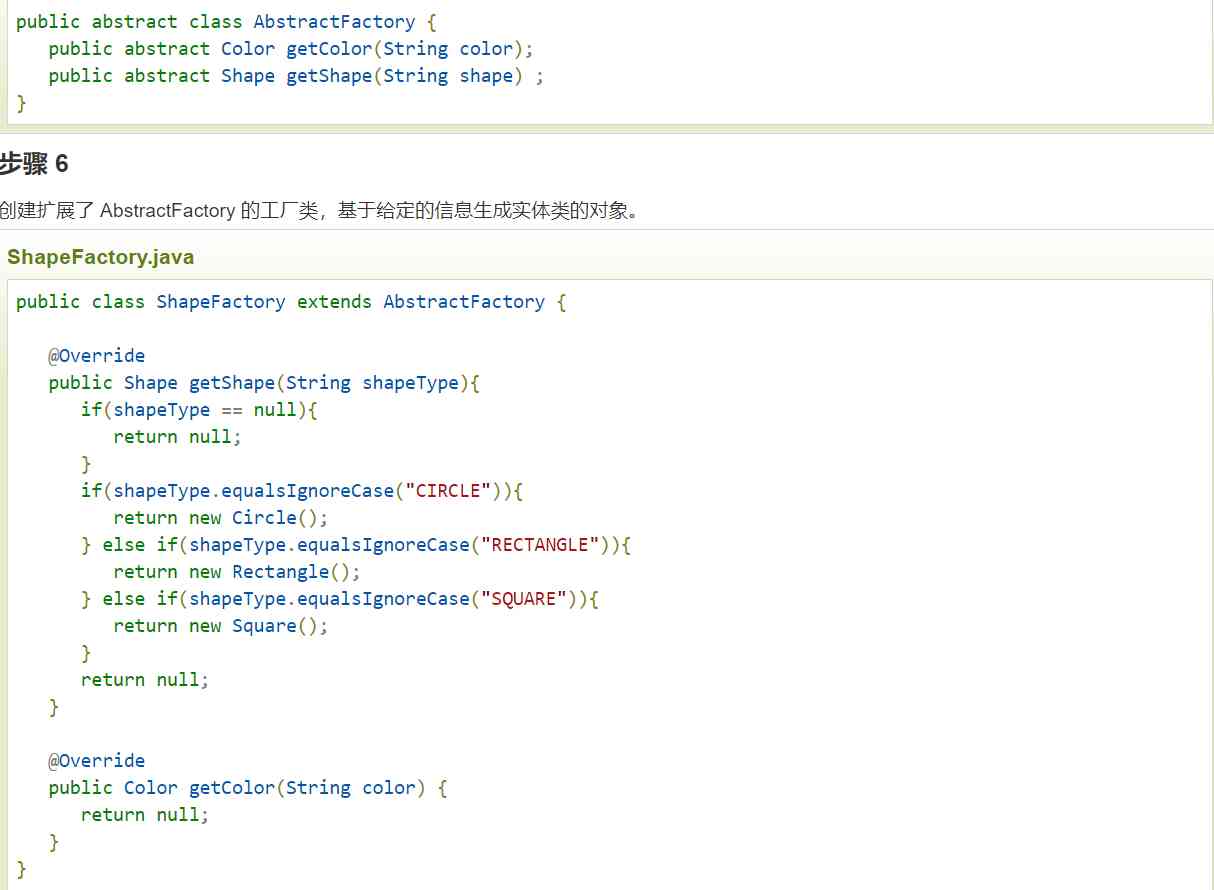 public abstract class AbstractFactory {
   public abstract Color getColor(String color);
   public abstract Shape getShape(String shape) ;
}
步骤 6
创建扩展了 AbstractFactory 的工厂类，基于给定的信息生成实体类的对象。
ShapeFactory.java
public class ShapeFactory extends AbstractFactory {
   @Override
   public Shape getShape(String shapeType){
      if(shapeType == null){
         return null;
      }
      if(shapeType.equalsIgnoreCase("CIRCLE")){
         return new Circle();
      } else if(shapeType.equalsIgnoreCase("RECTANGLE")){
         return new Rectangle();
      } else if(shapeType.equalsIgnoreCase("SQUARE")){
         return new Square();
      }
      return null;
   }
   @Override
   public Color getColor(String color) {
      return null;
   }
}